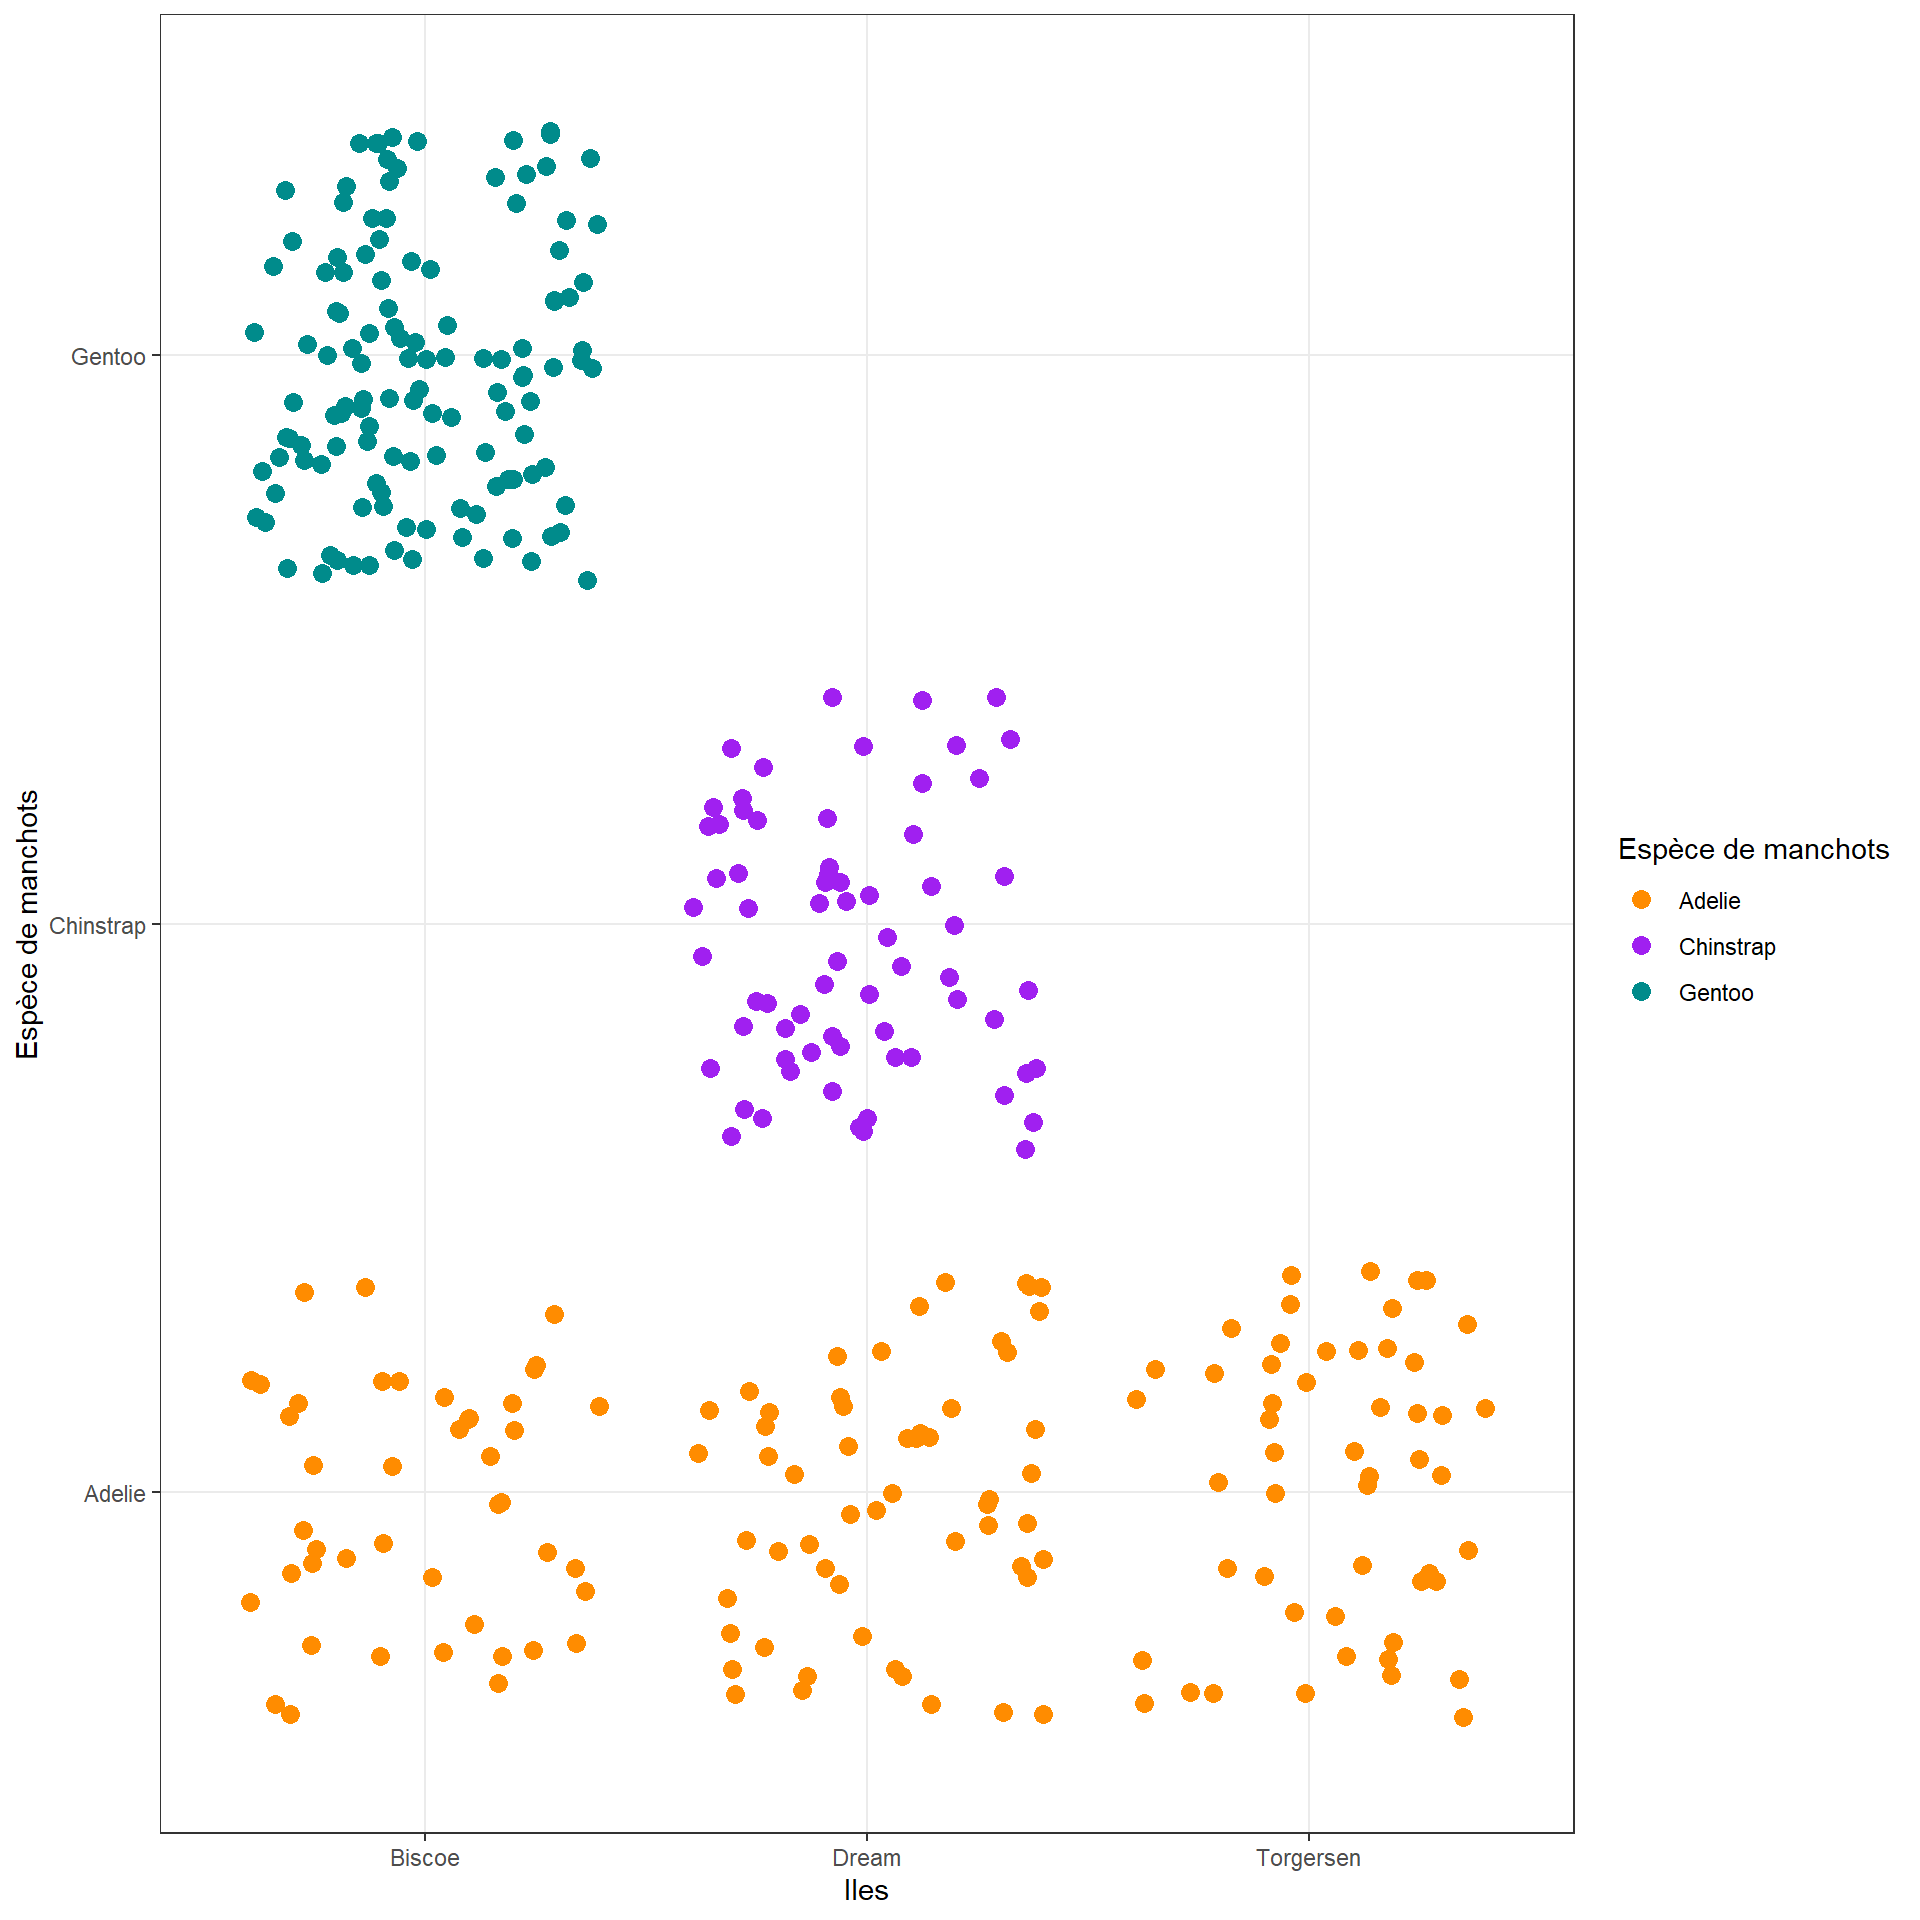 Espèce de manchots
Gentoo
Chinstrap
Adelie
Biscoe
Dream
Torgersen
Iles
Espèce de manchots
Adelie
Chinstrap
Gentoo